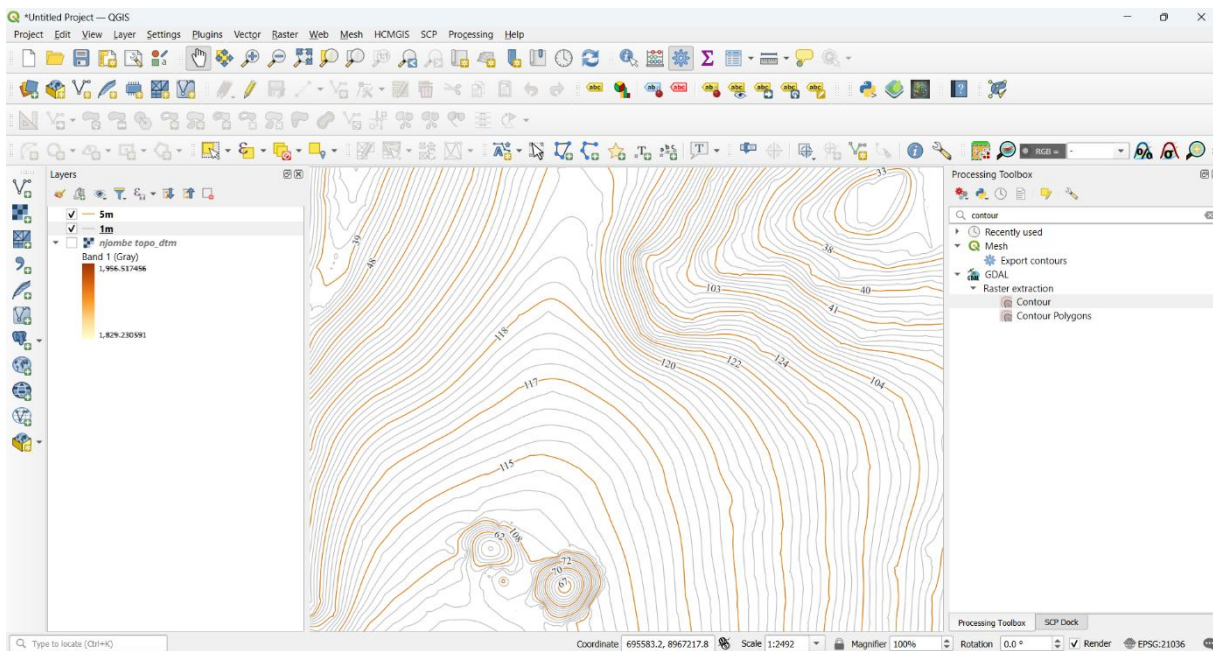 *Untitled Project — QGIS
Project Edit View Layer Settings Plugins Vector Raster Web Mesh HCMGIS SCP Processing Help
RGB =
Layers
5m
1m
njombe topo_dtm
Band 1 (Gray)
1,956.517456
1,829.230591
33
39
48
38
103
40
41
118
120
122
124
104
117
115
62
108
72
70
67
Processing Toolbox
contour
Recently used
Mesh
Export contours
GDAL
Raster extraction
Contour
Contour Polygons
Processing Toolbox SCP Dock
Type to locate (Ctrl+K) Coordinate 695583.2, 8967217.8 Scale 1:2492 Magnifier 100% Rotation 0.0 ° Render EPSG:21036